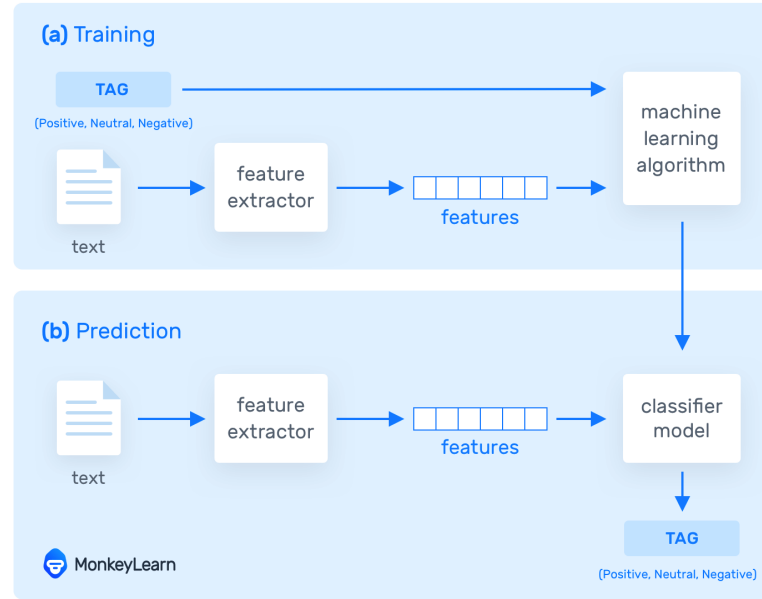 (a) Training
TAG
(Positive, Neutral, Negative)
text
feature
extractor
features
machine
learning
algorithm
(b) Prediction
text
feature
extractor
features
classifier
model
TAG
(Positive, Neutral, Negative)
MonkeyLearn